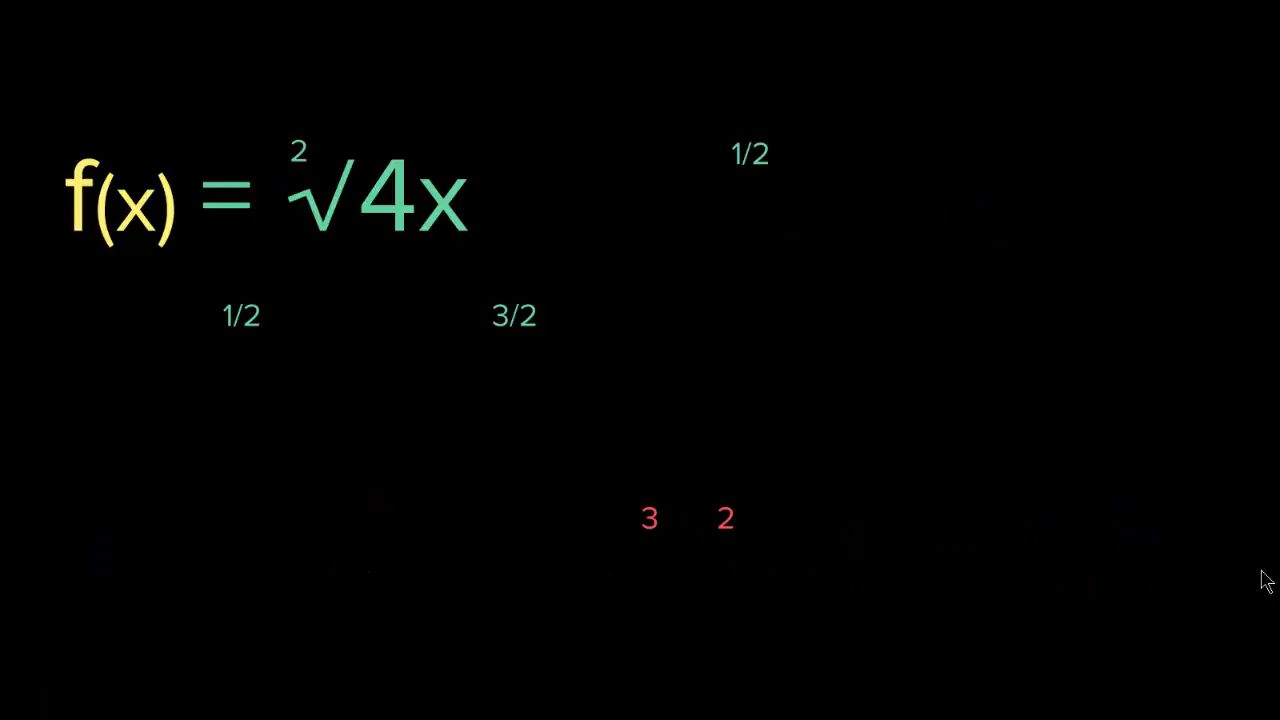 f(x) = ²√4x 1/2
1/2 3/2
3 2